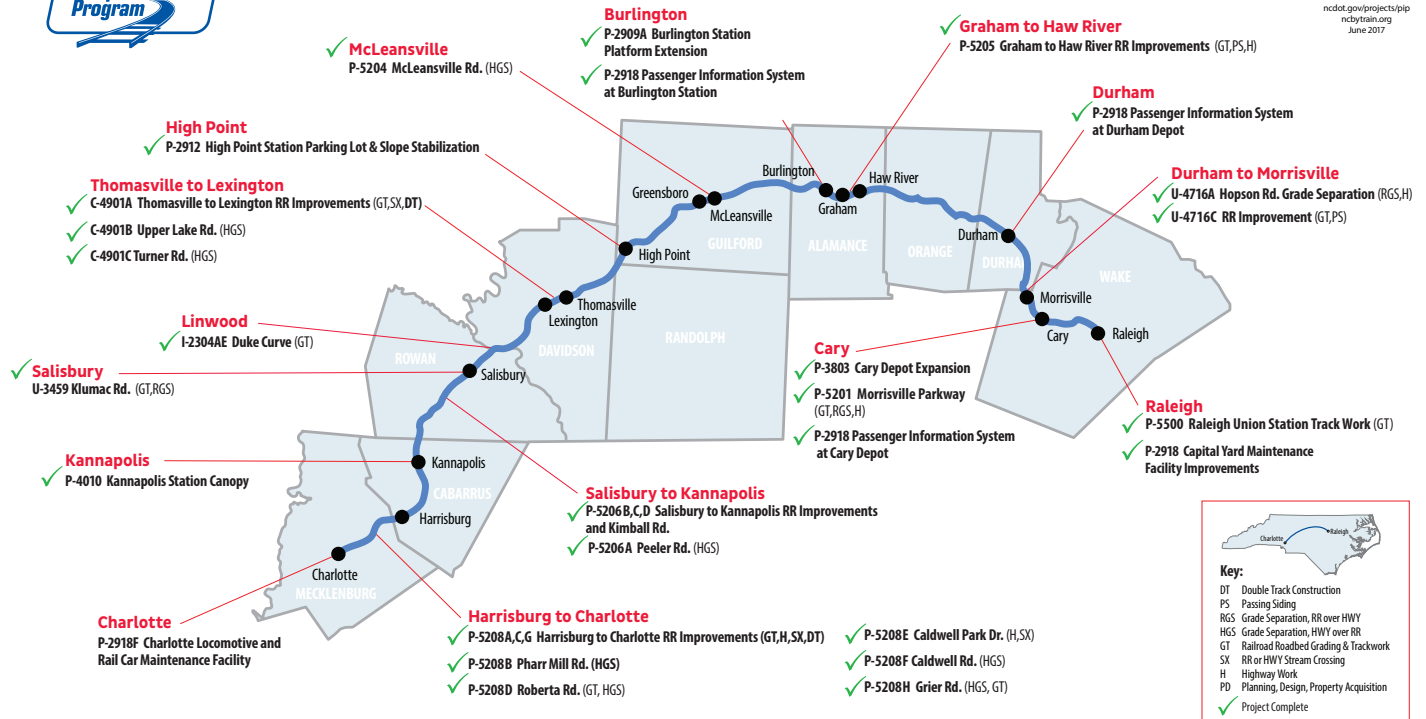 Program
ncdot.gov/projects/pip
ncbytrain.org
June 2017
Burlington
P-2909A Burlington Station
Platform Extension
P-2918 Passenger Information System
at Burlington Station
Graham to Haw River
P-5205 Graham to Haw River RR Improvements (GT,PS,H)
McLeansville
P-5204 McLeansville Rd. (HGS)
Durham
P-2918 Passenger Information System
at Durham Depot
High Point
P-2912 High Point Station Parking Lot & Slope Stabilization
Durham to Morrisville
U-4716A Hopson Rd. Grade Separation (RGS,H)
U-4716C RR Improvement (GT,PS)
Thomasville to Lexington
C-4901A Thomasville to Lexington RR Improvements (GT,SX,DT)
C-4901B Upper Lake Rd. (HGS)
C-4901C Turner Rd. (HGS)
Burlington
Haw River
Greensboro
McLeansville
Graham
Durham
High Point
GUILFORD
ALAMANCE
ORANGE
DURHA
WAKE
Morrisville
Thomasville
Lexington
Cary
Raleigh
RANDOLPH
DAVIDSON
ROWAN
Salisbury
Linwood
I-2304AE Duke Curve (GT)
Salisbury
U-3459 Klumac Rd. (GT,RGS)
Cary
P-3803 Cary Depot Expansion
P-5201 Morrisville Parkway
(GT,RGS,H)
P-2918 Passenger Information System
at Cary Depot
Raleigh
P-5500 Raleigh Union Station Track Work (GT)
P-2918 Capital Yard Maintenance
Facility Improvements
Kannapolis
P-4010 Kannapolis Station Canopy
Kannapolis
CABARRUS
Harrisburg
Charlotte
MECKLENBURG
Salisbury to Kannapolis
P-5206 B,C,D Salisbury to Kannapolis RR Improvements
and Kimball Rd.
P-5206 A Peeler Rd. (HGS)
Charlotte
P-2918F Charlotte Locomotive and
Rail Car Maintenance Facility
Harrisburg to Charlotte
P-5208A,C,G Harrisburg to Charlotte RR Improvements (GT,H,SX,DT)
P-5208B Pharr Mill Rd. (HGS)
P-5208D Roberta Rd. (GT, HGS)
P-5208E Caldwell Park Dr. (H,SX)
P-5208F Caldwell Rd. (HGS)
P-5208H Grier Rd. (HGS, GT)
Charlotte
Raleigh
Key:
DT Double Track Construction
PS Passing Siding
RGS Grade Separation, RR over HWY
HGS Grade Separation, HWY over RR
GT Railroad Roadbed Grading & Trackwork
SX RR or HWY Stream Crossing
H Highway Work
PD Planning, Design, Property Acquisition
Project Complete